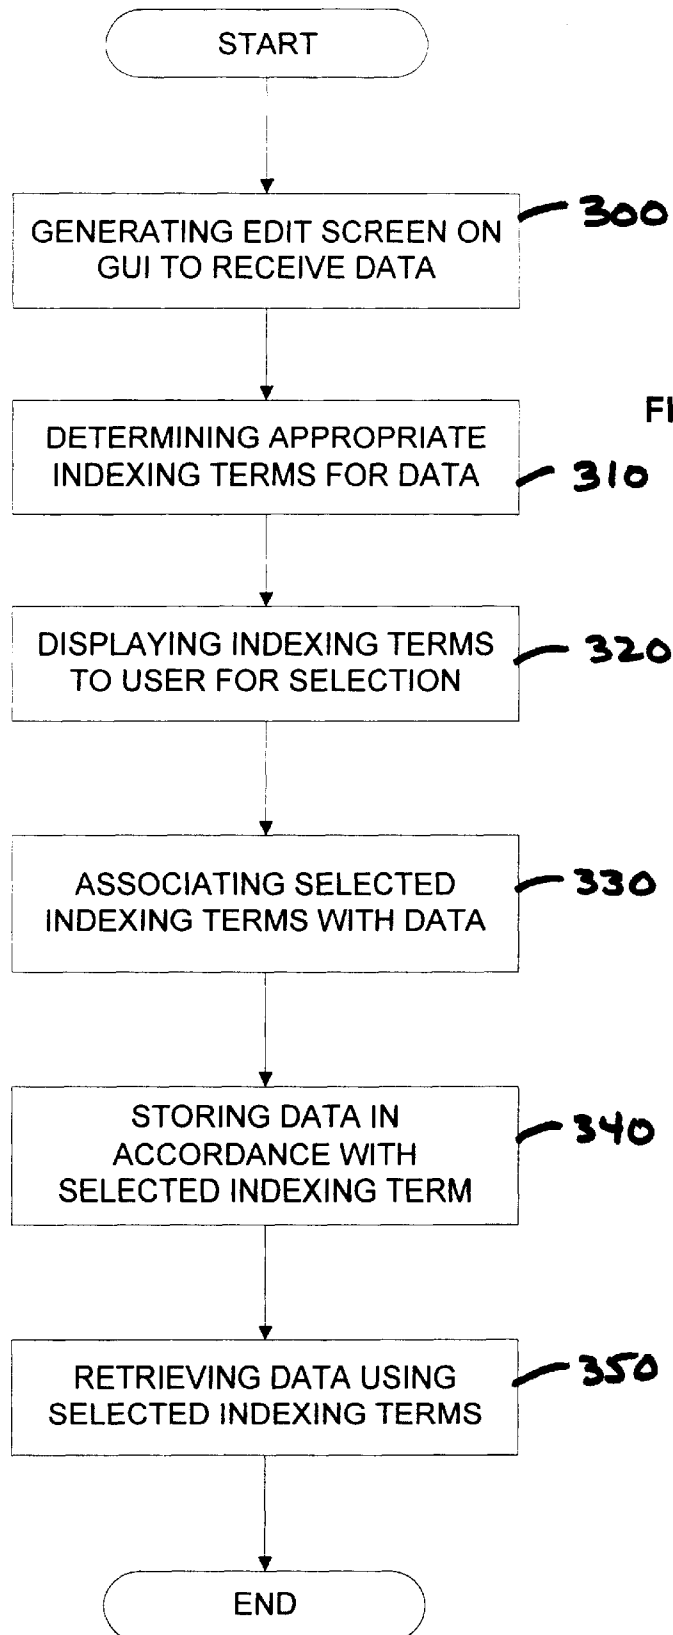 START
GENERATING EDIT SCREEN ON
GUI TO RECEIVE DATA
300
FI
DETERMINING APPROPRIATE
INDEXING TERMS FOR DATA
310
DISPLAYING INDEXING TERMS
TO USER FOR SELECTION
320
ASSOCIATING SELECTED
INDEXING TERMS WITH DATA
330
STORING DATA IN
ACCORDANCE WITH
SELECTED INDEXING TERM
340
RETRIEVING DATA USING
SELECTED INDEXING TERMS
350
END